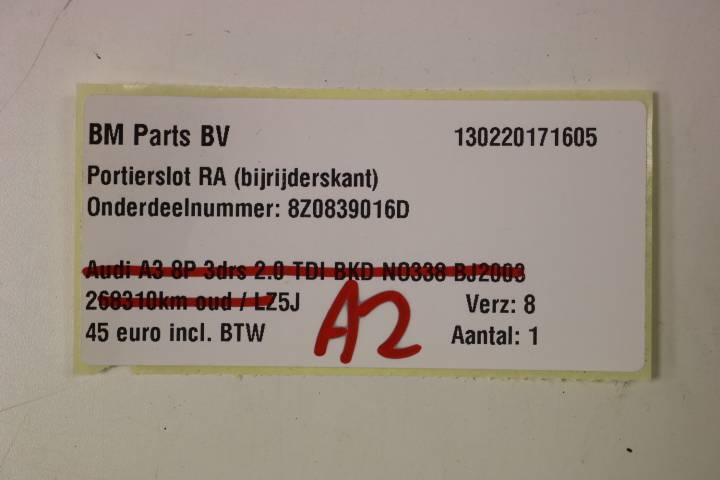 BM Parts BV 130220171605
Portierslot RA (bijrijderskant)
Onderdeelnummer: 8Z0839016D
Audi A3 8P 3drs 2.0 TDI BKD NO338 BJ2003
268310km oud / LZ5J Verz: 8
45 euro incl. BTW A2 Aantal: 1